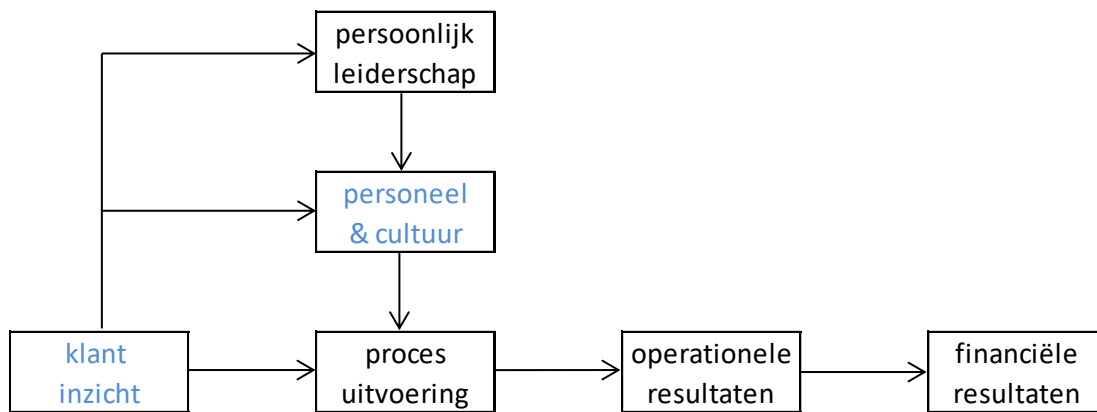 persoonlijk
leiderschap
personeel
& cultuur
klant
inzicht
proces
uitvoering
operationele
resultaten
financiële
resultaten